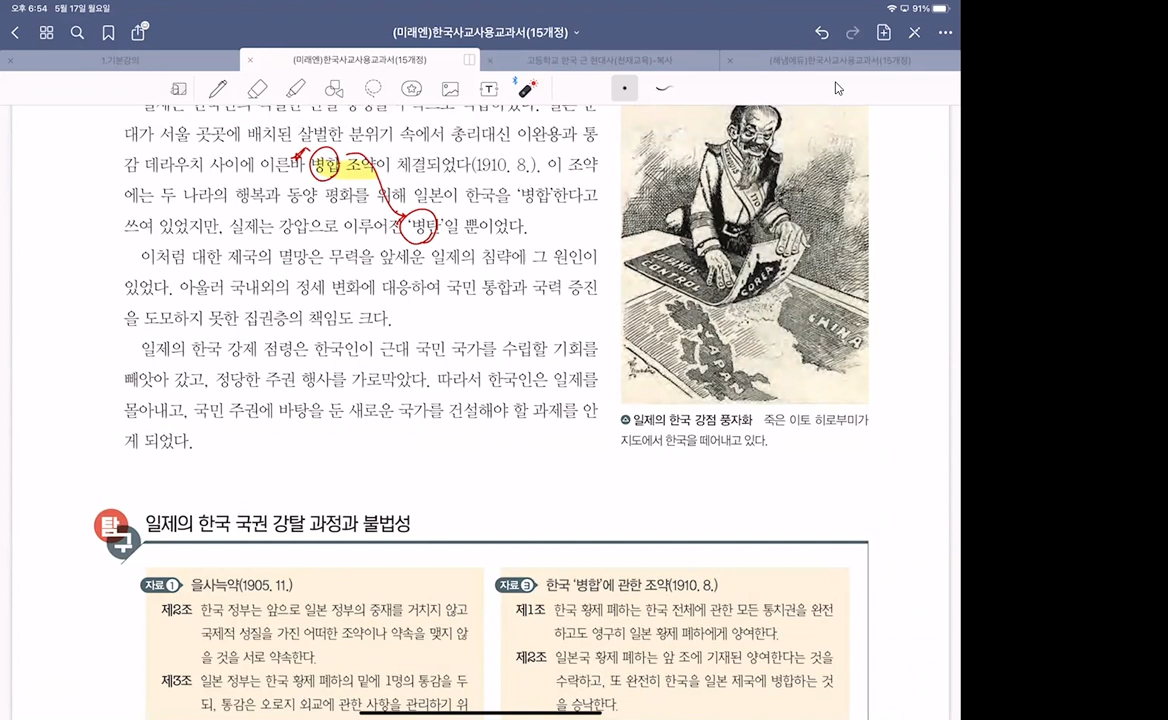 오후 6:54 5월 17일 월요일
91%
(미래엔)한국사교사용교과서(15개정)
1.기본강의
(미래엔)한국사교사용교과서(15개정)
고등학교 한국 근 현대사(천재교육)-복사
(해냄에듀)한국사교사용교과서(15개정)
대가 서울 곳곳에 배치된 살벌한 분위기 속에서 총리대신 이완용과 통
감 데라우치 사이에 이른바 병합 조약이 체결되었다(1910. 8.). 이 조약
에는 두 나라의 행복과 동양 평화를 위해 일본이 한국을 ‘병합’한다고
쓰여 있었지만, 실제는 강압으로 이루어진 ‘병탄’일 뿐이었다.
이처럼 대한 제국의 멸망은 무력을 앞세운 일제의 침략에 그 원인이
있었다. 아울러 국내외의 정세 변화에 대응하여 국민 통합과 국력 증진
을 도모하지 못한 집권층의 책임도 크다.
일제의 한국 강제 점령은 한국인이 근대 국민 국가를 수립할 기회를
빼앗아 갔고, 정당한 주권 행사를 가로막았다. 따라서 한국인은 일제를
몰아내고, 국민 주권에 바탕을 둔 새로운 국가를 건설해야 할 과제를 안
게 되었다.
CONTROL
COREA
CHINA
JAPAN
일제의 한국 강점 풍자화 죽은 이토 히로부미가
지도에서 한국을 떼어내고 있다.
탐구 일제의 한국 국권 강탈 과정과 불법성
자료 1 을사늑약(1905. 11.)
제2조 한국 정부는 앞으로 일본 정부의 중재를 거치지 않고
국제적 성질을 가진 어떠한 조약이나 약속을 맺지 않
을 것을 서로 약속한다.
제3조 일본 정부는 한국 황제 폐하의 밑에 1명의 통감을 두
되, 통감은 오로지 외교에 관한 사항을 관리하기 위
자료 3 한국 ‘병합’에 관한 조약(1910. 8.)
제1조 한국 황제 폐하는 한국 전체에 관한 모든 통치권을 완전
하고도 영구히 일본 황제 폐하에게 양여한다.
제2조 일본국 황제 폐하는 앞 조에 기재된 양여한다는 것을
수락하고, 또 완전히 한국을 일본 제국에 병합하는 것
을 승낙한다.